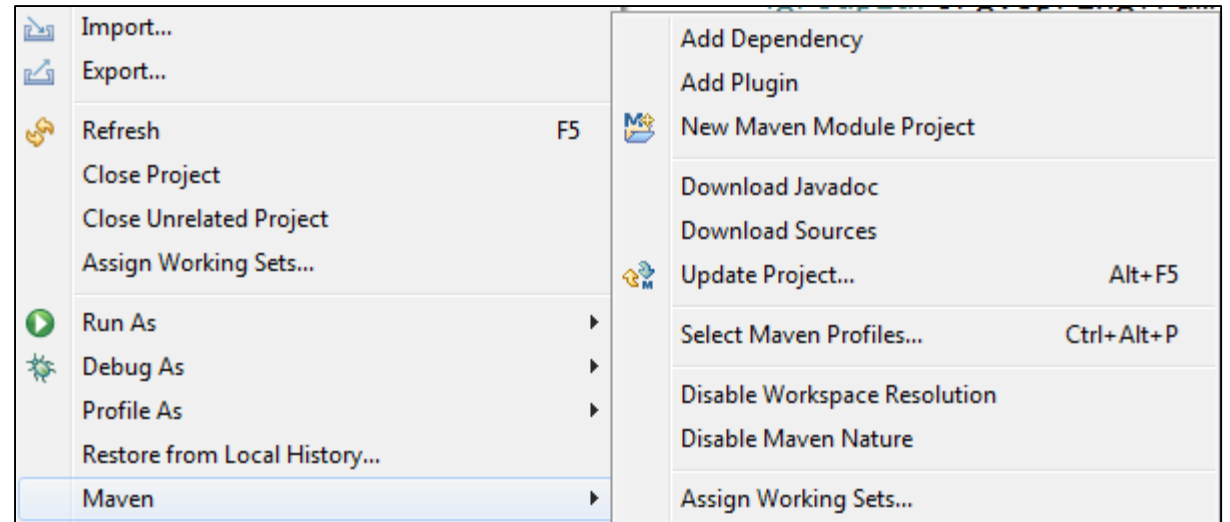 Import...
Export...
Refresh F5
Close Project
Close Unrelated Project
Assign Working Sets...
Run As
Debug As
Profile As
Restore from Local History...
Maven
Add Dependency
Add Plugin
New Maven Module Project
Download Javadoc
Download Sources
Update Project... Alt+F5
Select Maven Profiles... Ctrl+Alt+P
Disable Workspace Resolution
Disable Maven Nature
Assign Working Sets...